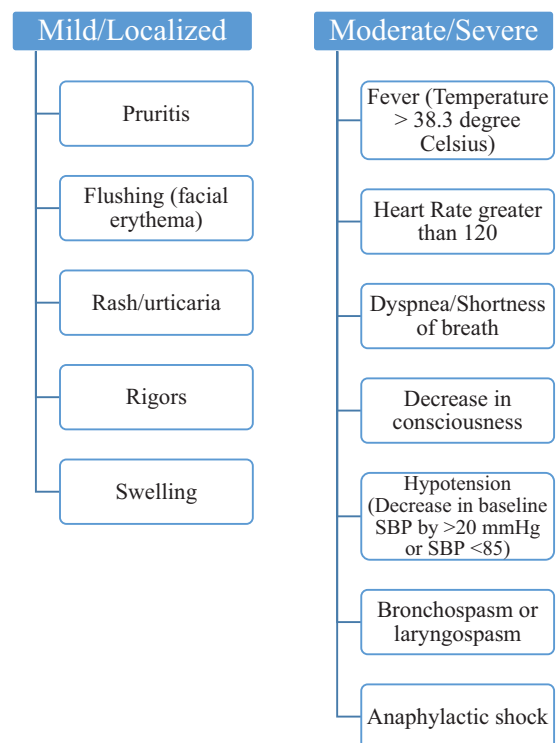 Mild/Localized
Pruritis
Flushing (facial
erythema)
Rash/urticaria
Rigors
Swelling
Moderate/Severe
Fever (Temperature
> 38.3 degree
Celsius)
Heart Rate greater
than 120
Dyspnea/Shortness
of breath
Decrease in
consciousness
Hypotension
(Decrease in baseline
SBP by >20 mmHg
or SBP <85)
Bronchospasm or
laryngospasm
Anaphylactic shock